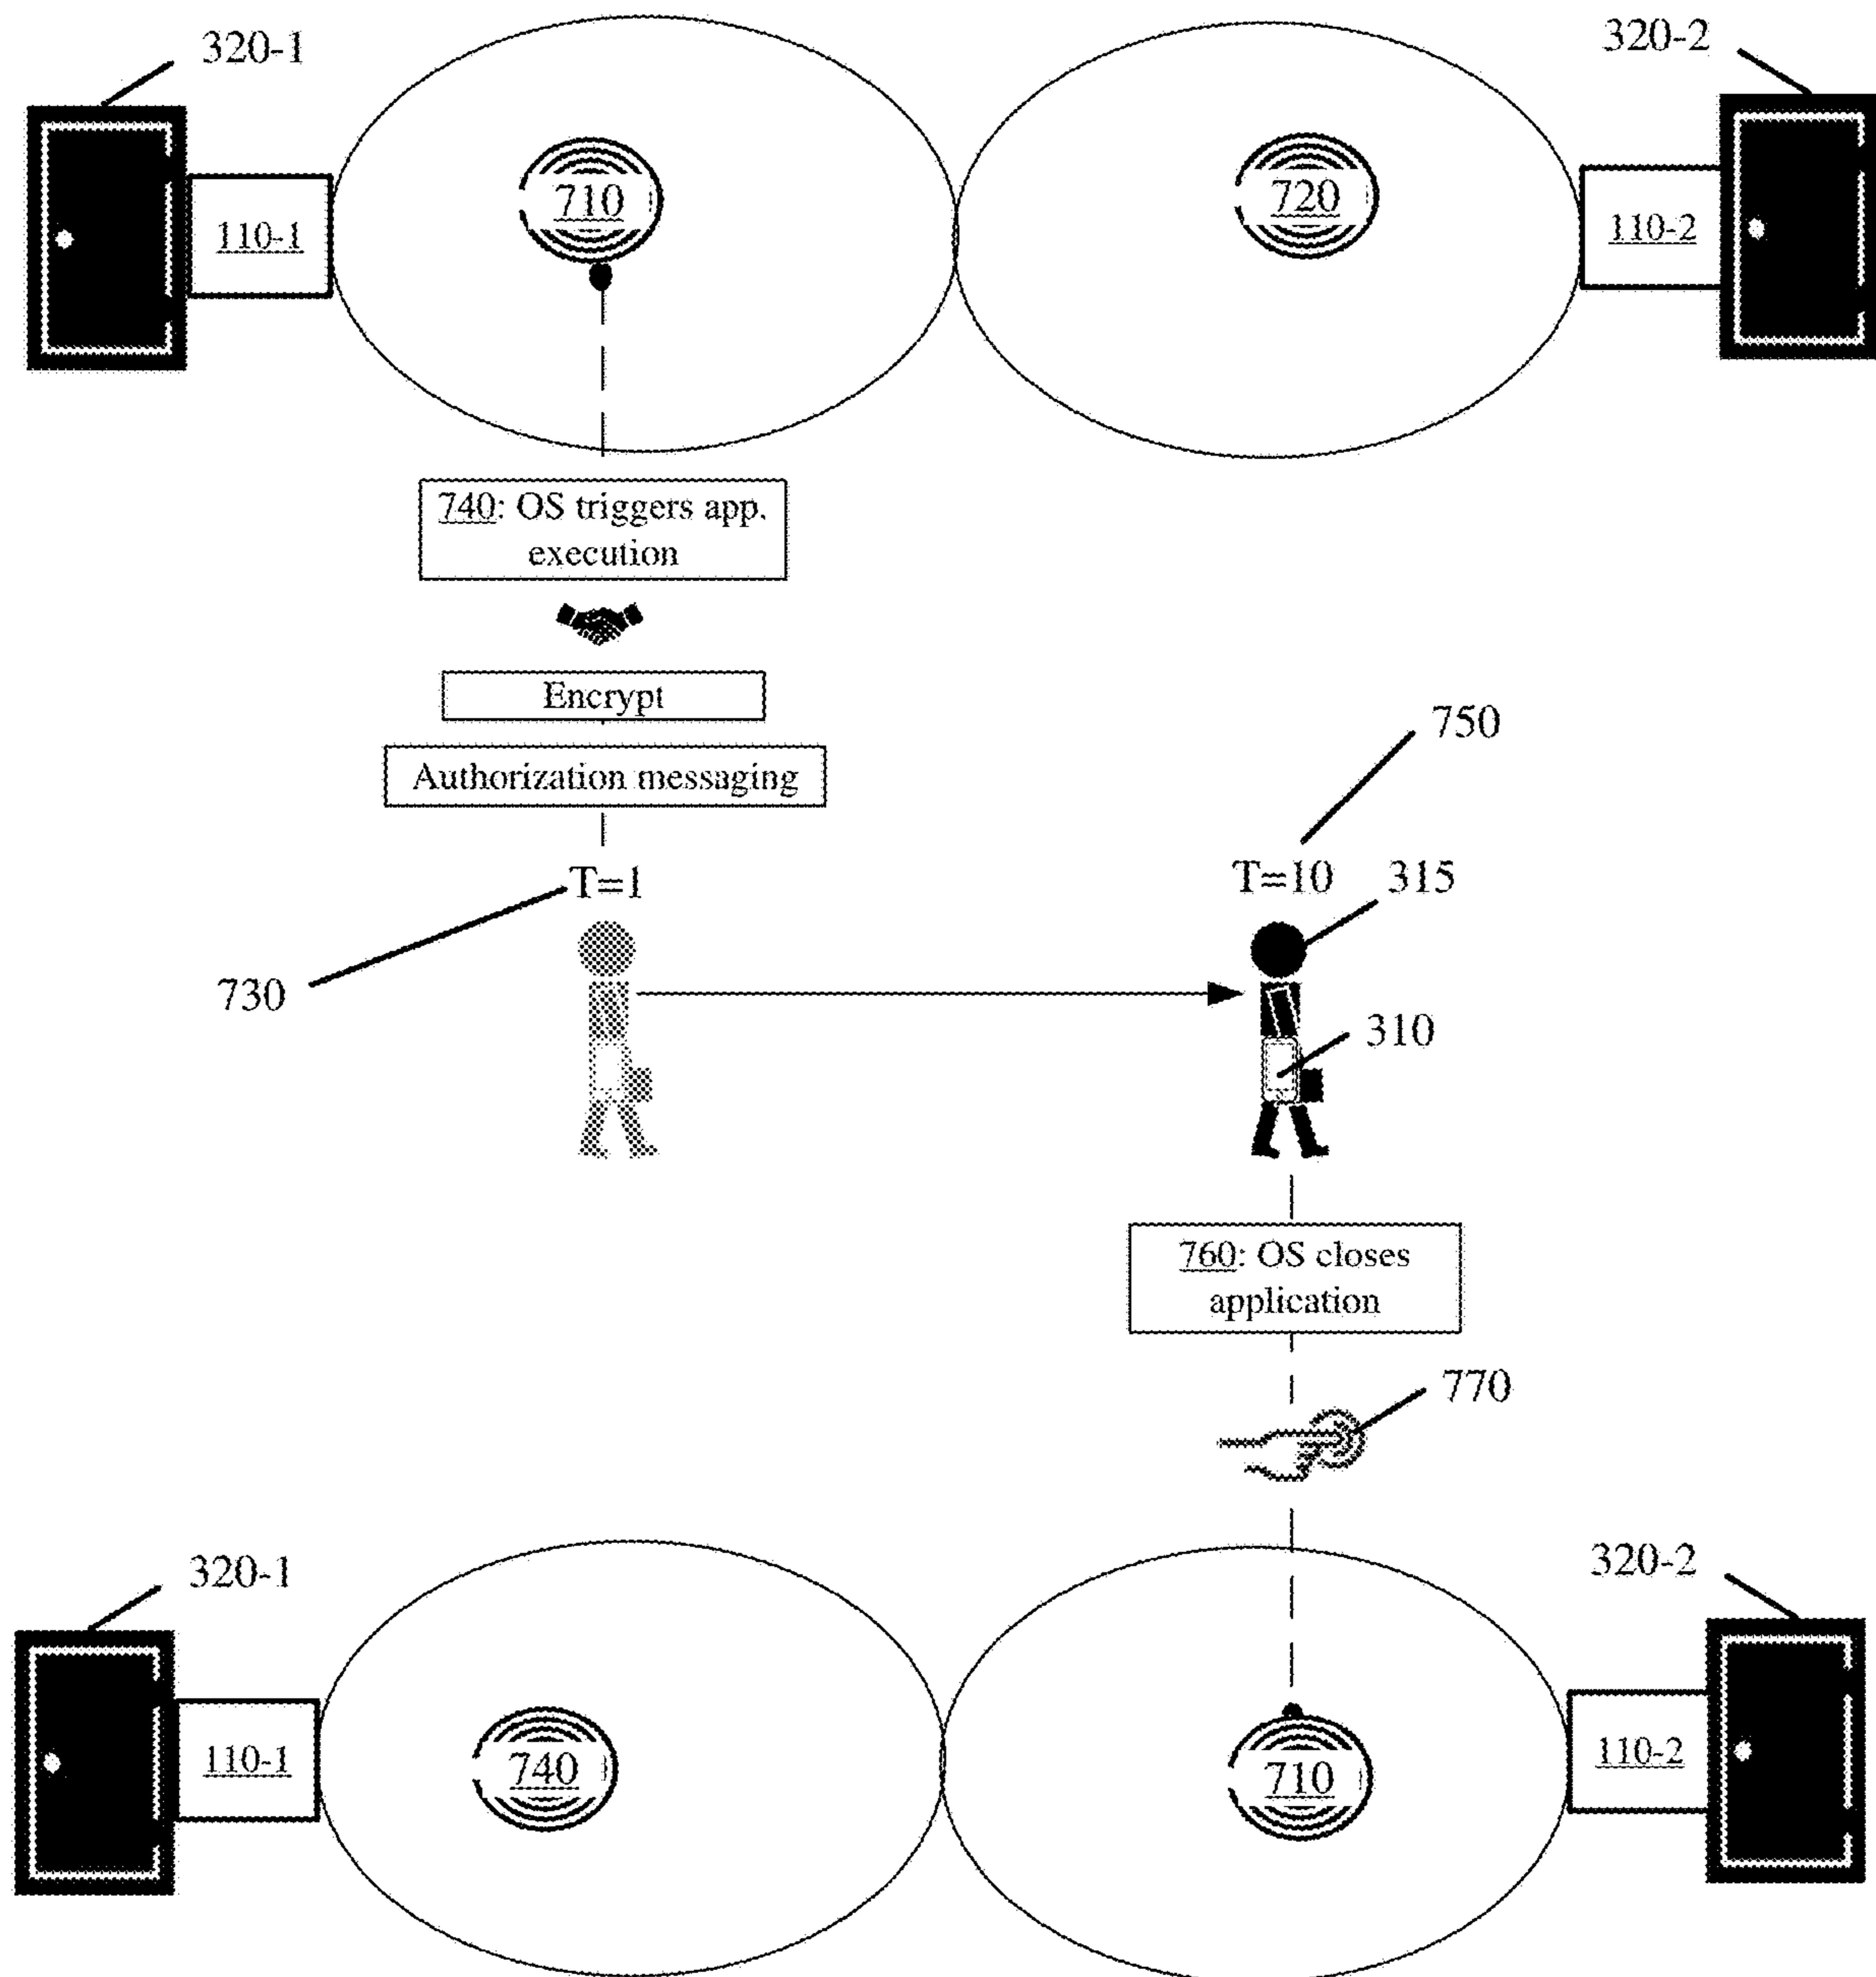 320-1
320-2
110-1
710
720
110-2
740: OS triggers app.
execution
Encrypt
Authorization messaging
750
T=1
T=10
315
730
310
760: OS closes
application
770
320-1
320-2
110-1
740
710
110-2